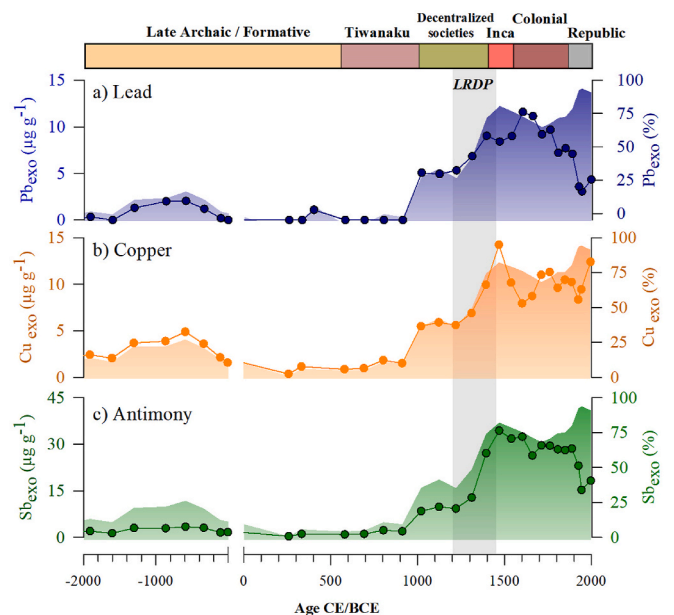 Late Archaic / Formative
Tiwanaku
Decentralized
societies
Inca
Colonial
Republic
LRDP
a) Lead
15
10
5
0
Pbexo (µg g-1)
100
75
50
25
0
Pbexo (%)
b) Copper
15
10
5
0
Cu exo (µg g-1)
100
75
50
25
0
Cu exo (%)
c) Antimony
45
30
15
0
Sbexo (µg g-1)
100
75
50
25
0
Sbexo (%)
-2000 -1000 0 500 1000 1500 2000
Age CE/BCE